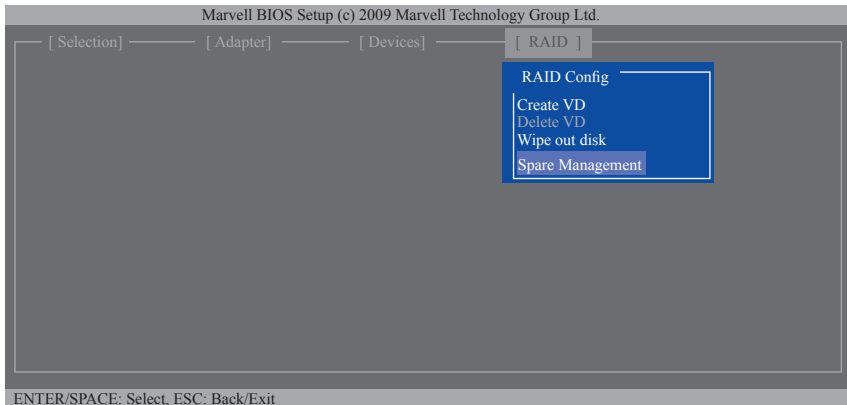 Marvell BIOS Setup (c) 2009 Marvell Technology Group Ltd.
[ Selection] [ Adapter] [ Devices] [ RAID ]
RAID Config
Create VD
Delete VD
Wipe out disk
Spare Management
ENTER/SPACE: Select, ESC: Back/Exit